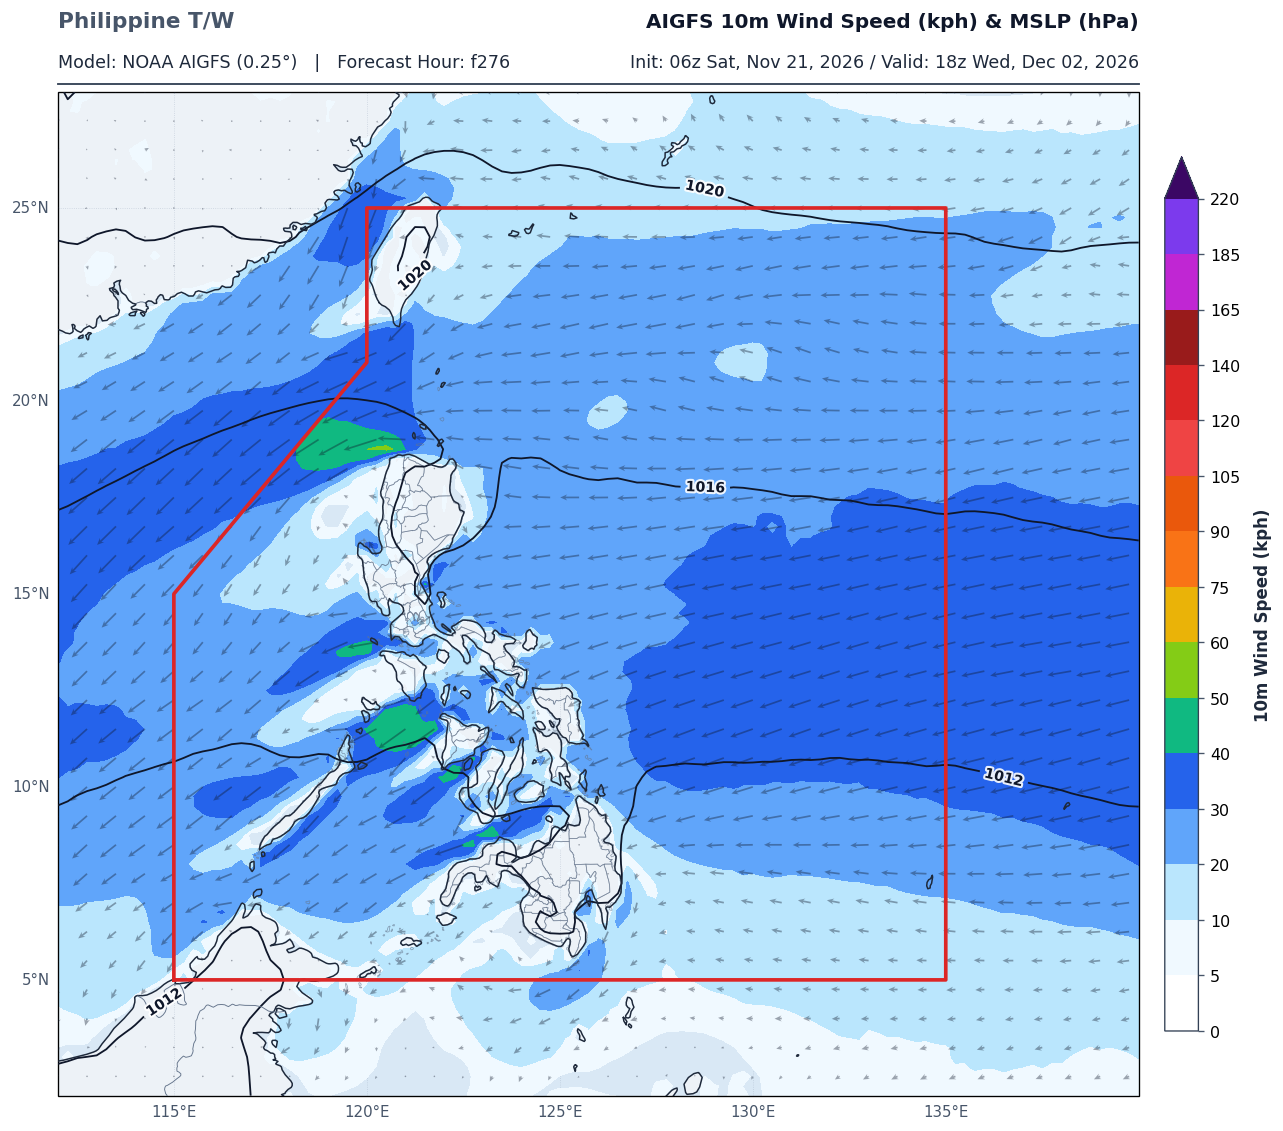 Philippine T/W
AIGFS 10m Wind Speed (kph) & MSLP (hPa)
Model: NOAA AIGFS (0.25°)   |   Forecast Hour: f276
Init: 06z Sat, Nov 21, 2026 / Valid: 18z Wed, Dec 02, 2026
1020
25°N
1020
20°N
1016
15°N
10°N
1012
5°N
1012
115°E
120°E
125°E
130°E
135°E
220
185
165
140
120
105
90
75
60
50
40
30
20
10
5
0
10m Wind Speed (kph)